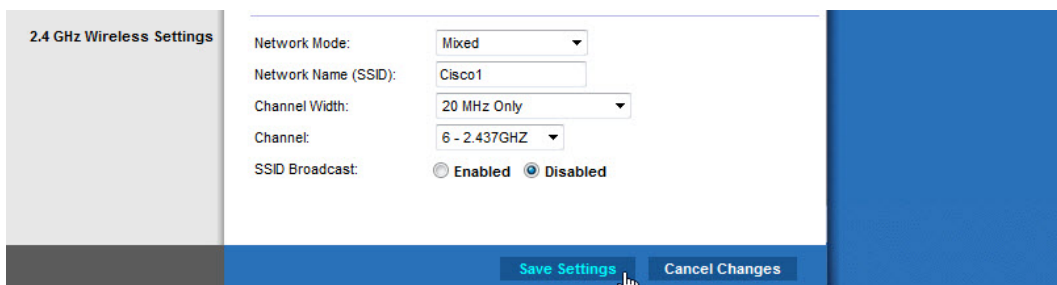 2.4 GHz Wireless Settings
Network Mode: Mixed
Network Name (SSID): Cisco1
Channel Width: 20 MHz Only
Channel: 6 - 2.437GHZ
SSID Broadcast: Enabled Disabled
Save Settings Cancel Changes